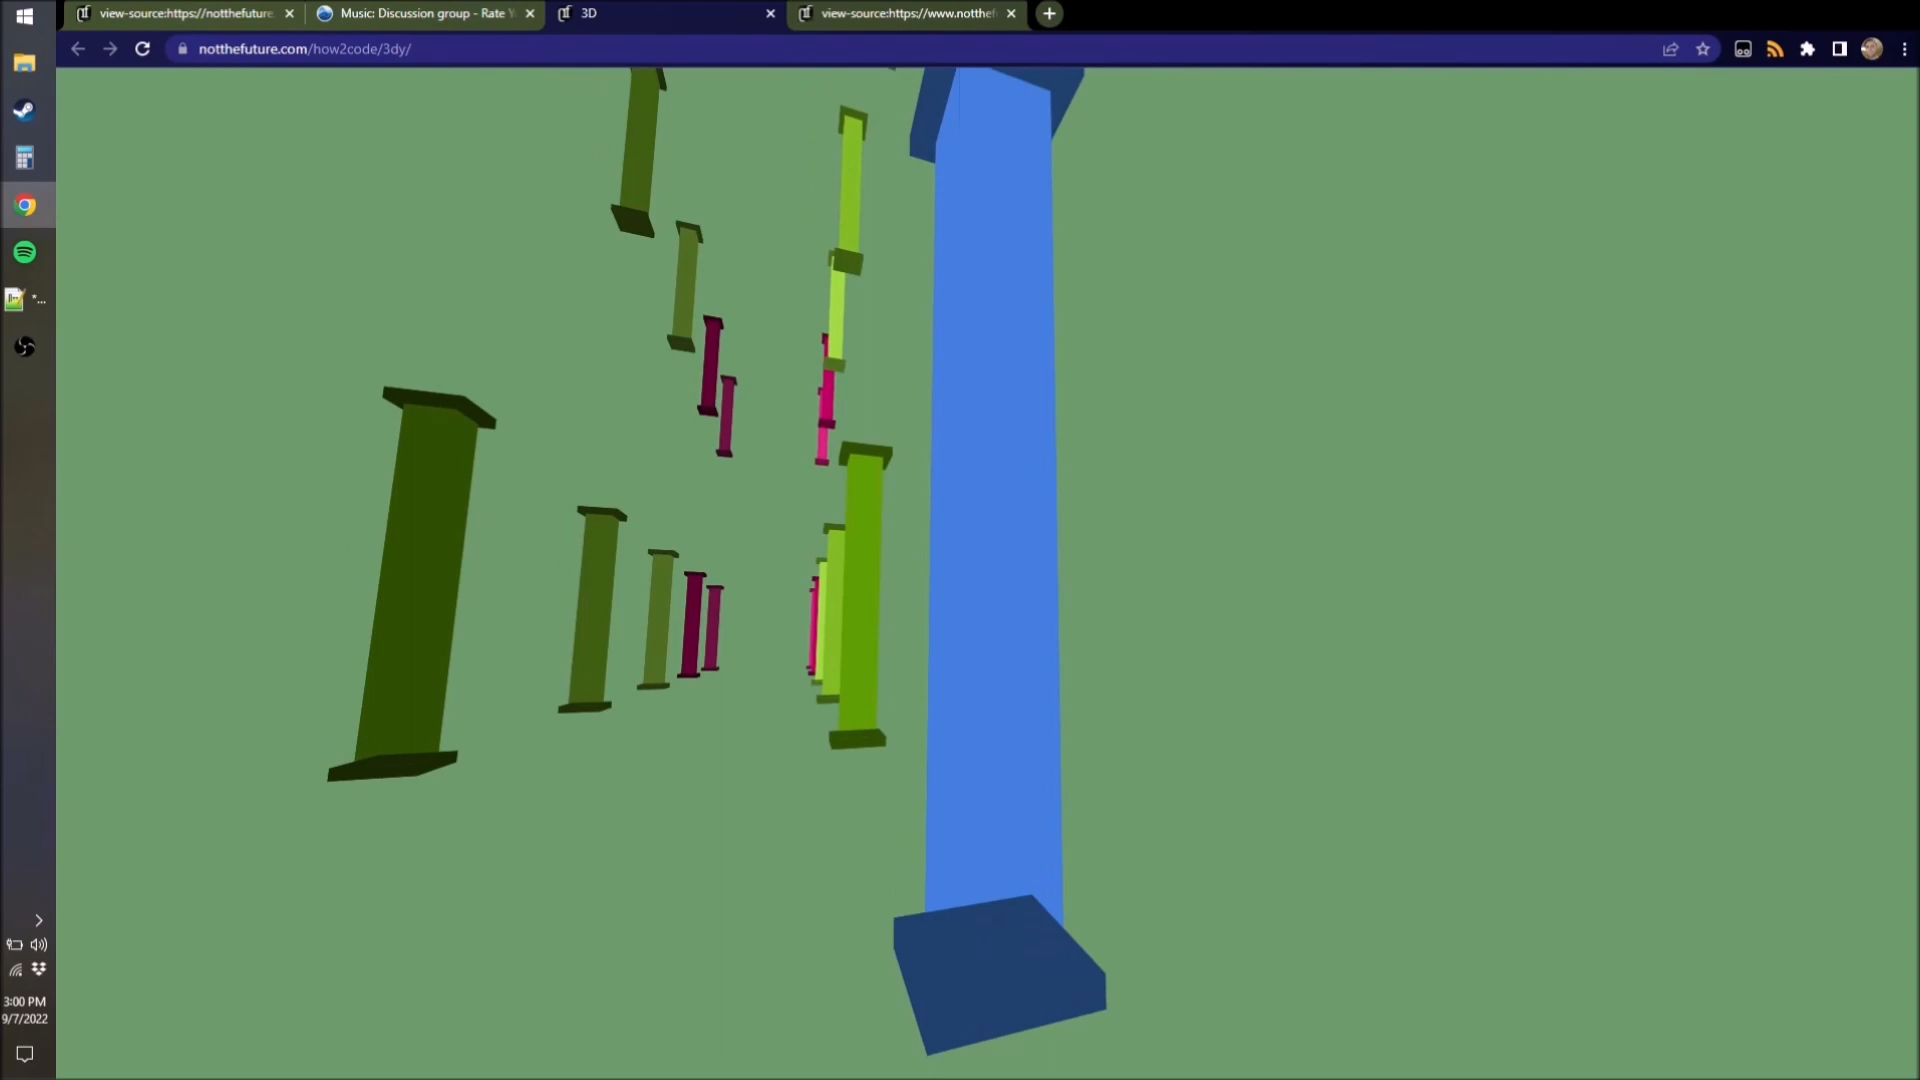 view-source:https://notthefuture
Music: Discussion group - Rate Y
3D
view-source:https://www.notthef
notthefuture.com/how2code/3dy/
*...
3:00 PM
9/7/2022